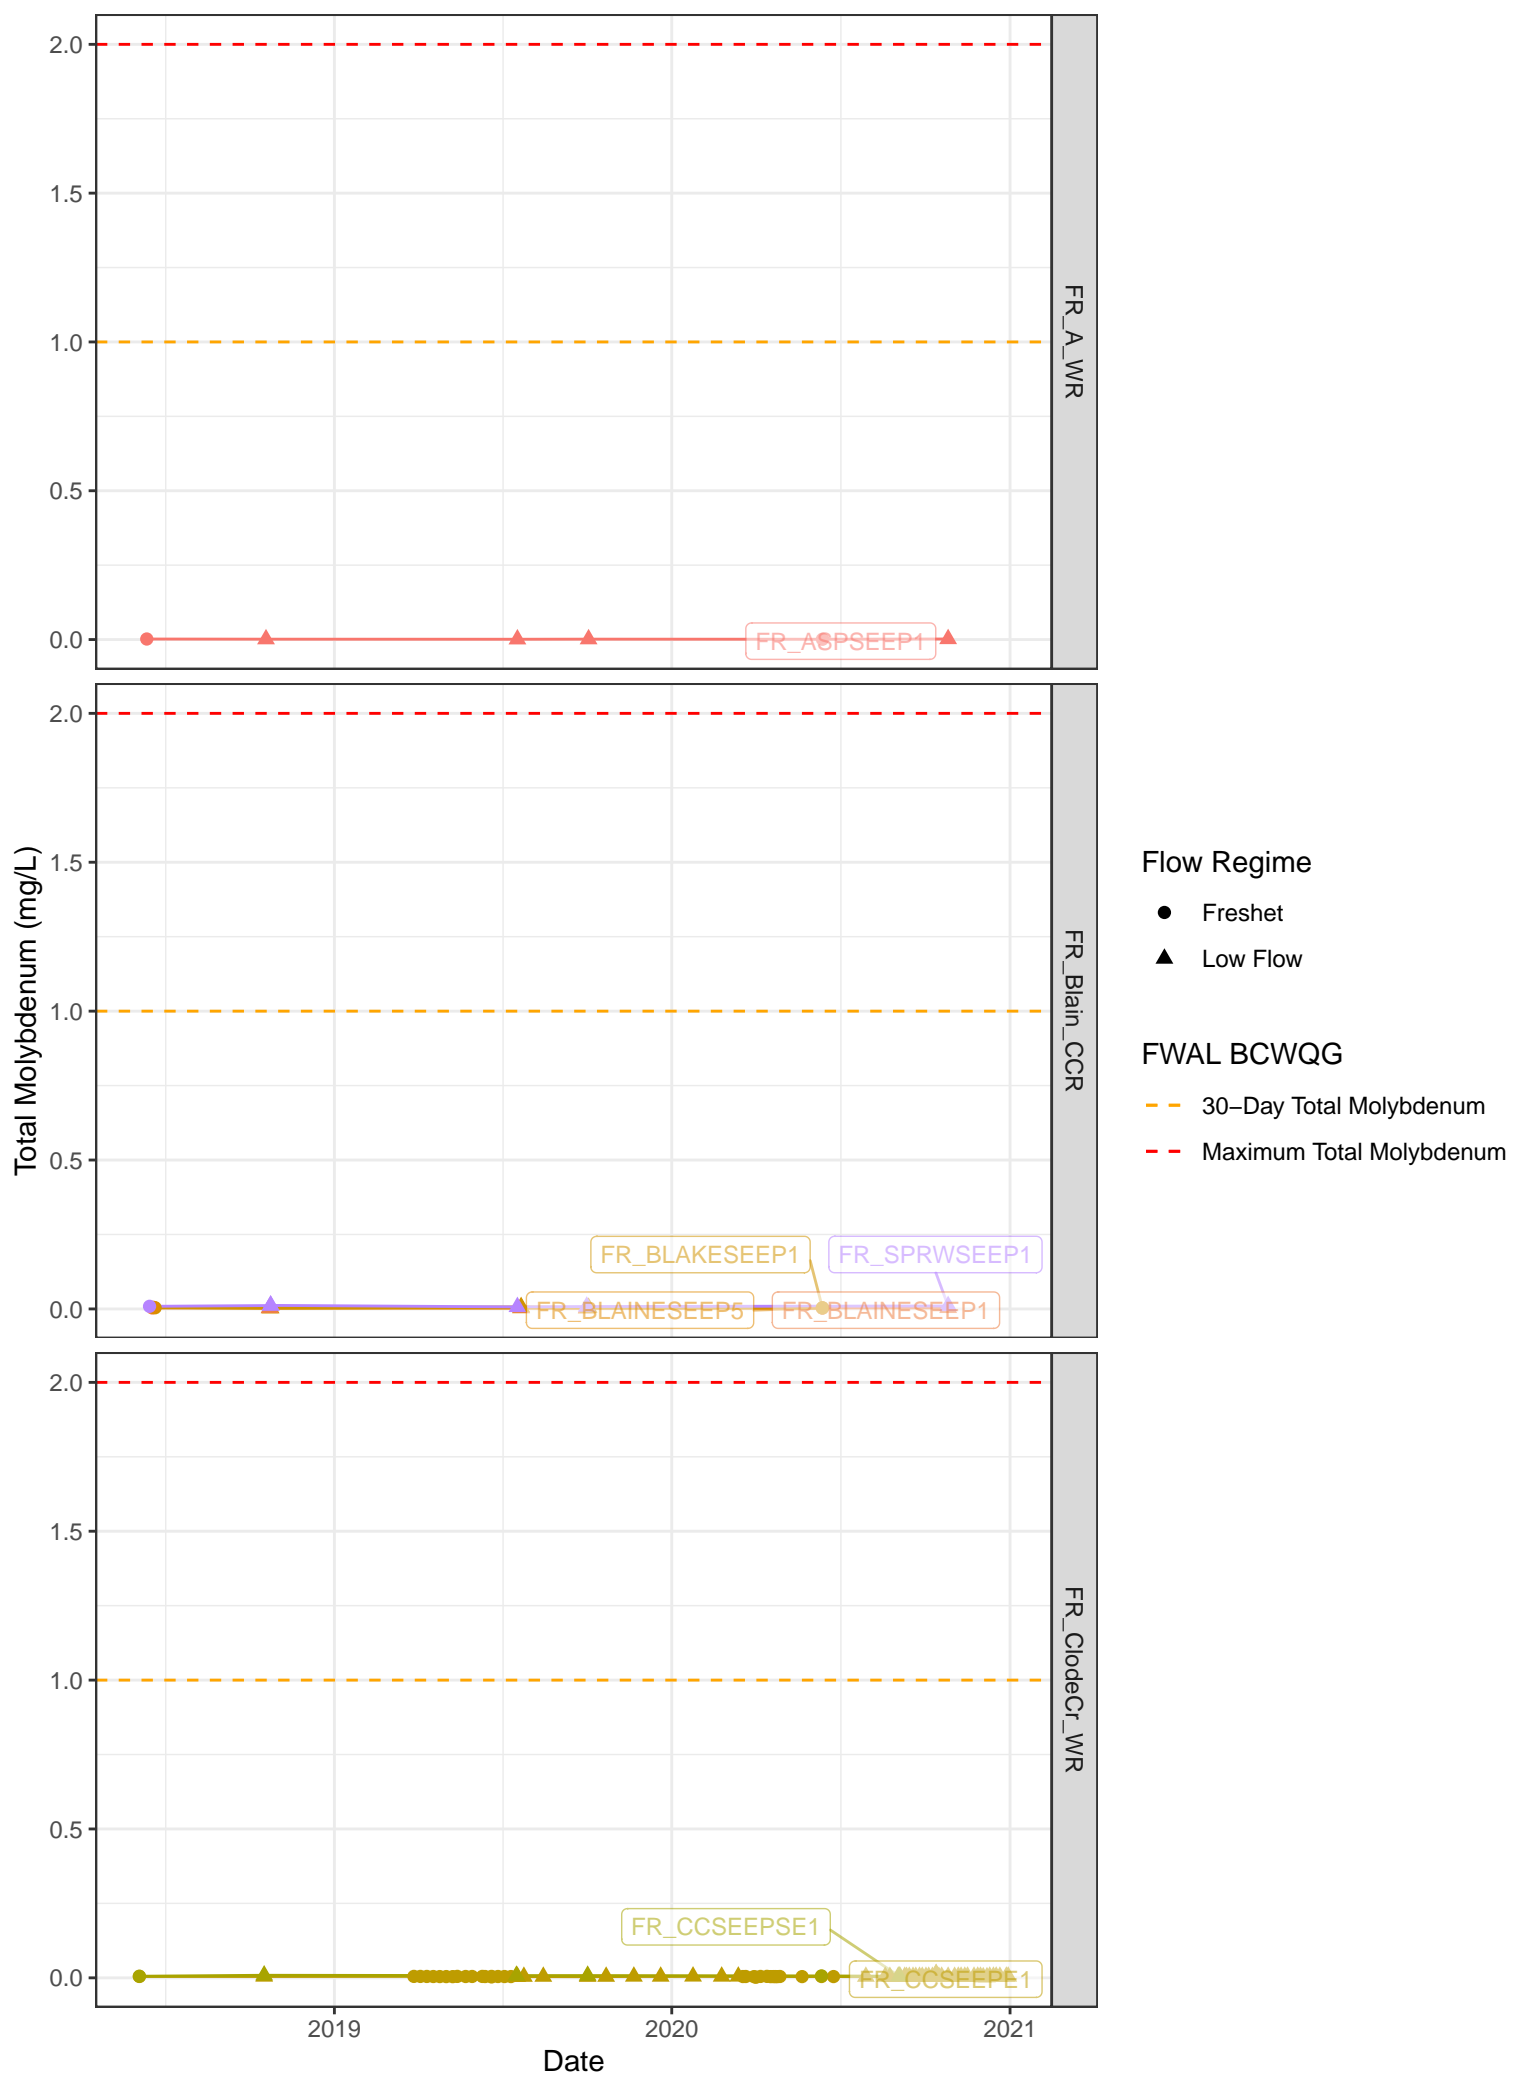 2.0
1.5
1.0
0.5
0.0
FR_ASPSEEP1
FR_A_WR
2.0
1.5
1.0
0.5
0.0
FR_BLAKESEEP1
FR_SPRWSEEP1
FR_BLAINESEEP5
FR_BLAINESEEP1
FR_Blain_CCR
2.0
1.5
1.0
0.5
0.0
FR_CCSEEPSE1
FR_CCSEEPE1
FR_ClodeCr_WR
2019
2020
2021
Date
Total Molybdenum (mg/L)
Flow Regime
Freshet
Low Flow
FWAL BCWQG
30−Day Total Molybdenum
Maximum Total Molybdenum